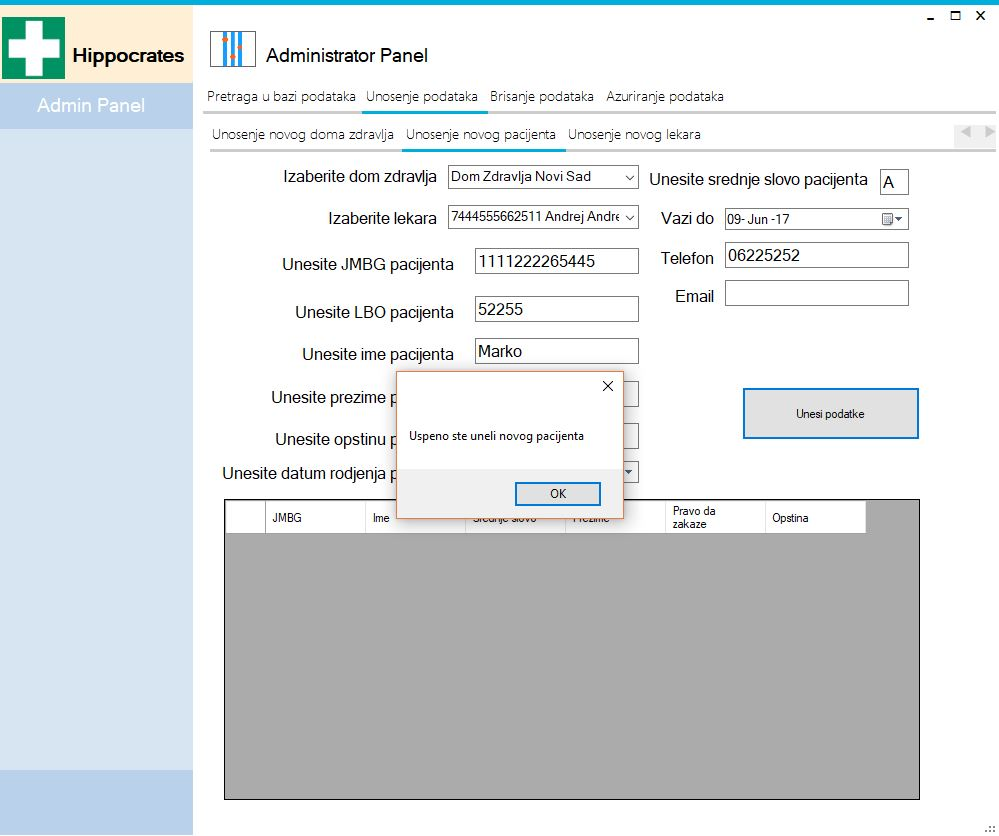 Hippocrates
Admin Panel
Administrator Panel
Pretraga u bazi podataka Unosenje podataka Brisanje podataka Azuriranje podataka
Unosenje novog doma zdravlja Unosenje novog pacijenta Unosenje novog lekara
Izaberite dom zdravlja Dom Zdravlja Novi Sad Unesite srednje slovo pacijenta A
Izaberite lekara 7444555662511 Andrej Andre Vazi do 09- Jun -17
Unesite JMBG pacijenta 1111222265445 Telefon 06225252
Email
Unesite LBO pacijenta 52255
Unesite ime pacijenta Marko
Unesite prezime p
Unesi podatke
Uspeno ste uneli novog pacijenta
Unesite opstinu p
Unesite datum rodjenja p
OK
JMBG Ime Srednje slovo Prezime Pravo da zakaze Opstina